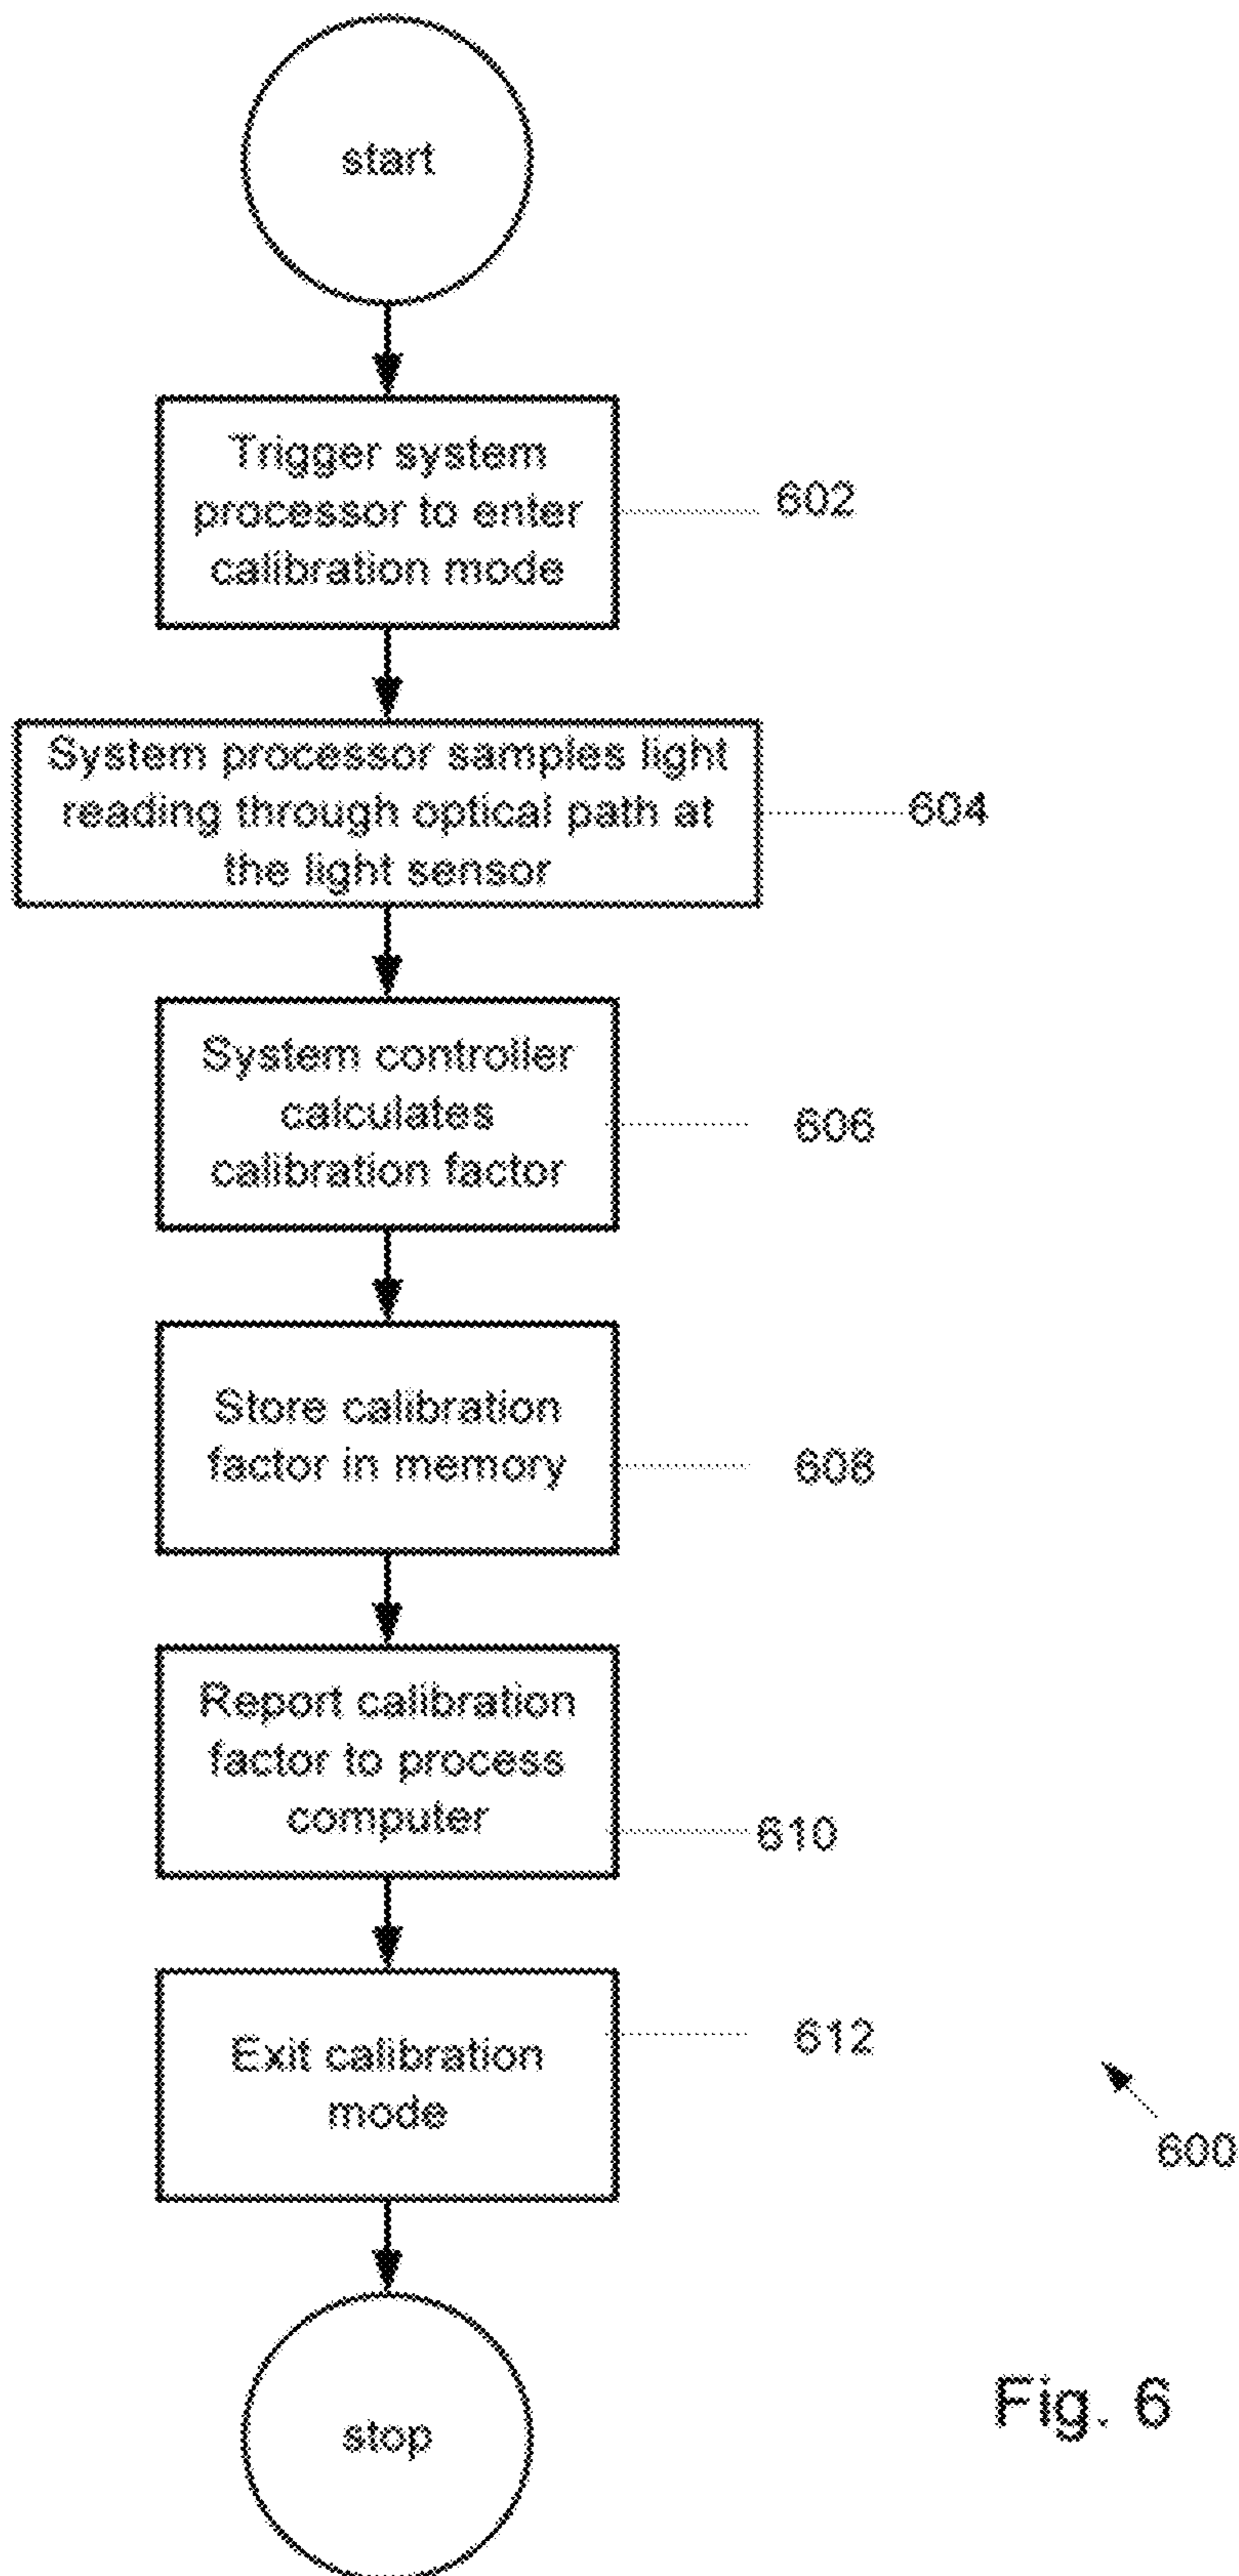 start
Trigger system
processor to enter
calibration mode
602
System processor samples light
reading through optical path at
the light sensor
604
System controller
calculates
calibration factor
606
Store calibration
factor in memory
608
Report calibration
factor to process
computer
610
Exit calibration
mode
612
600
stop
Fig. 6